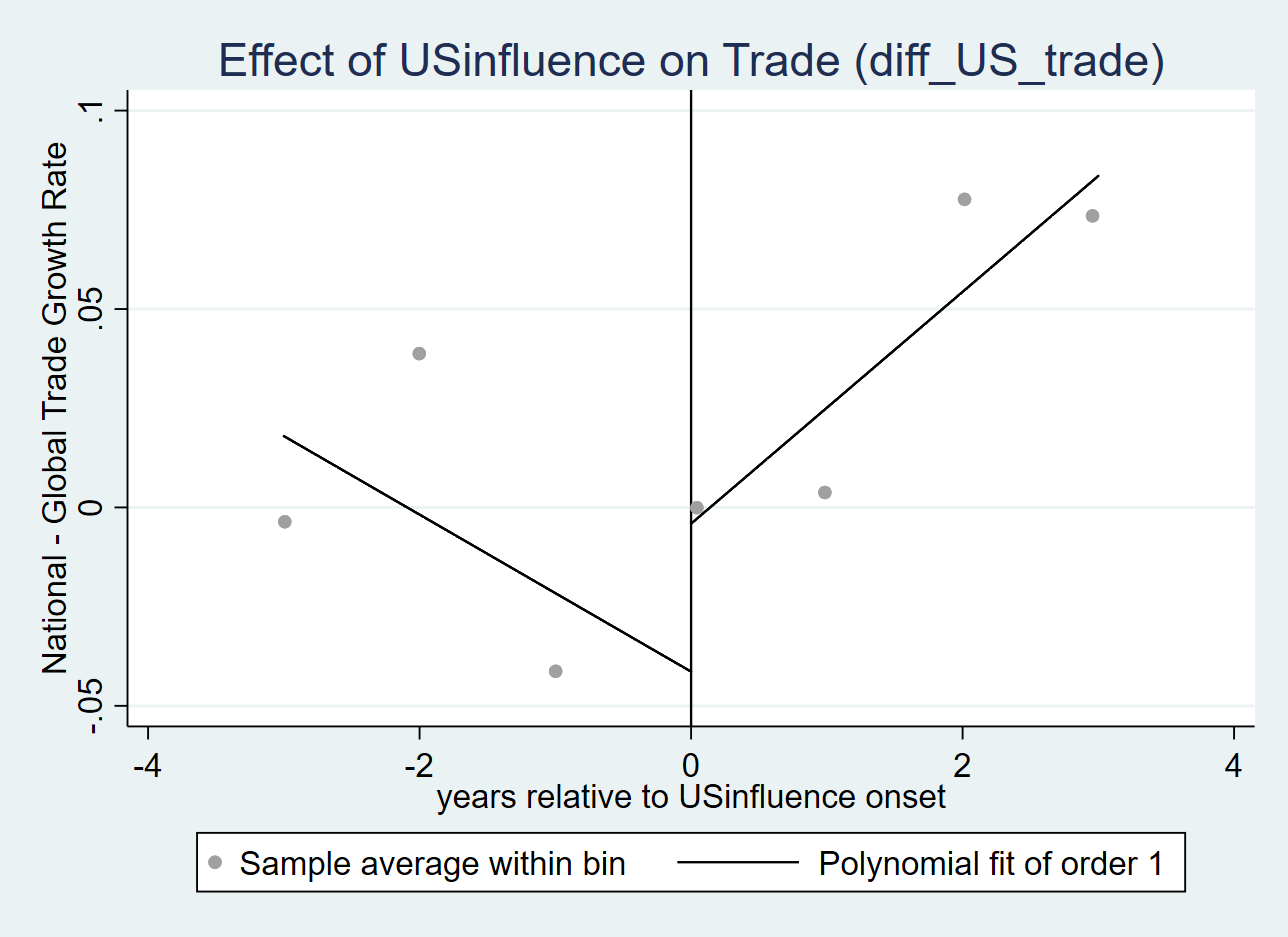 Effect of USinfluence on Trade (diff_US_trade)
National - Global Trade Growth Rate
.1
.05
0
-.05
-4 -2 0 2 4
years relative to USinfluence onset
Sample average within bin Polynomial fit of order 1